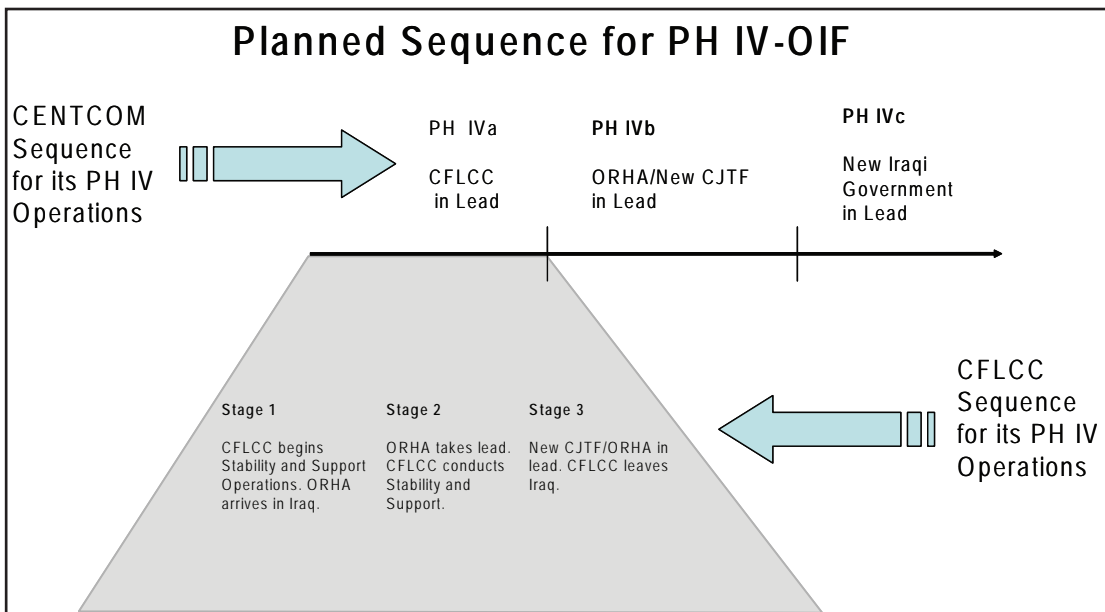 Planned Sequence for PH IV-OIF
CENTCOM
Sequence
for its PH IV
Operations
PH IVa
CFLCC
in Lead
PH IVb
ORHA/New CJTF
in Lead
PH IVc
New Iraqi
Government
in Lead
Stage 1
CFLCC begins
Stability and Support
Operations. ORHA
arrives in Iraq.
Stage 2
ORHA takes lead.
CFLCC conducts
Stability and
Support.
Stage 3
New CJTF/ORHA in
lead. CFLCC leaves
Iraq.
CFLCC
Sequence
for its PH IV
Operations